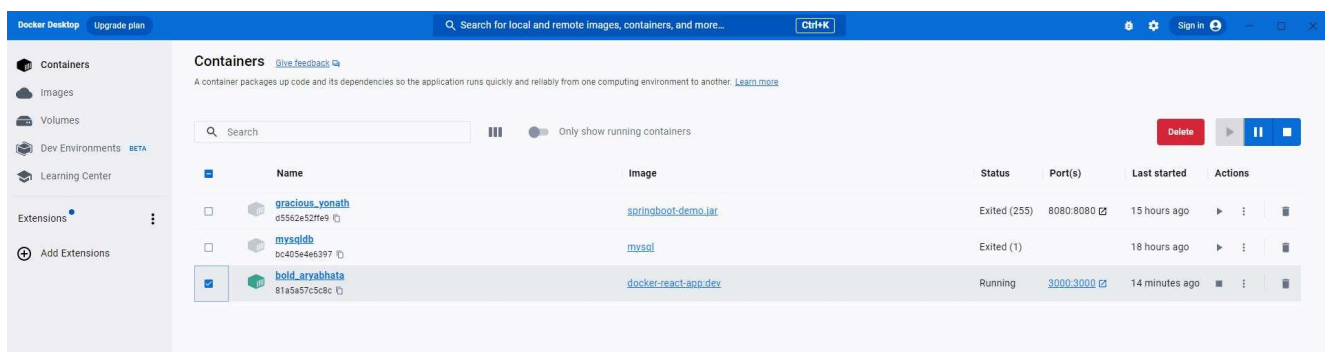 Docker Desktop Upgrade plan Search for local and remote images, containers, and more... Ctrl+K Sign in
Containers
Images
Volumes
Dev Environments BETA
Learning Center
Extensions
Add Extensions
Containers Give feedback
A container packages up code and its dependencies so the application runs quickly and reliably from one computing environment to another. Learn more
Search Only show running containers Delete
Name Image Status Port(s) Last started Actions
gracious_yonath springboot-demo.jar Exited (255) 8080:8080 15 hours ago
d5562e52ffe9
mysqldb mysql Exited (1) 18 hours ago
bc405e4e6397
bold_aryabhata docker-react-app:dev Running 3000:3000 14 minutes ago
81a5a57c5c8c